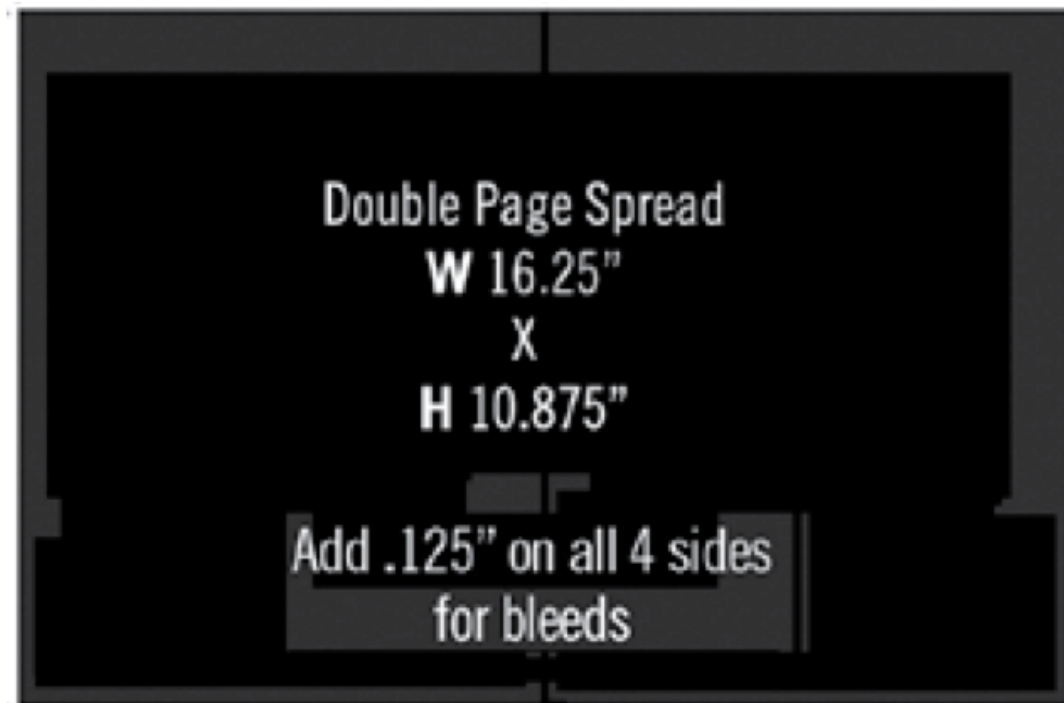 Double Page Spread
W 16.25”
X
H 10.875”
Add .125” on all 4 sides
for bleeds